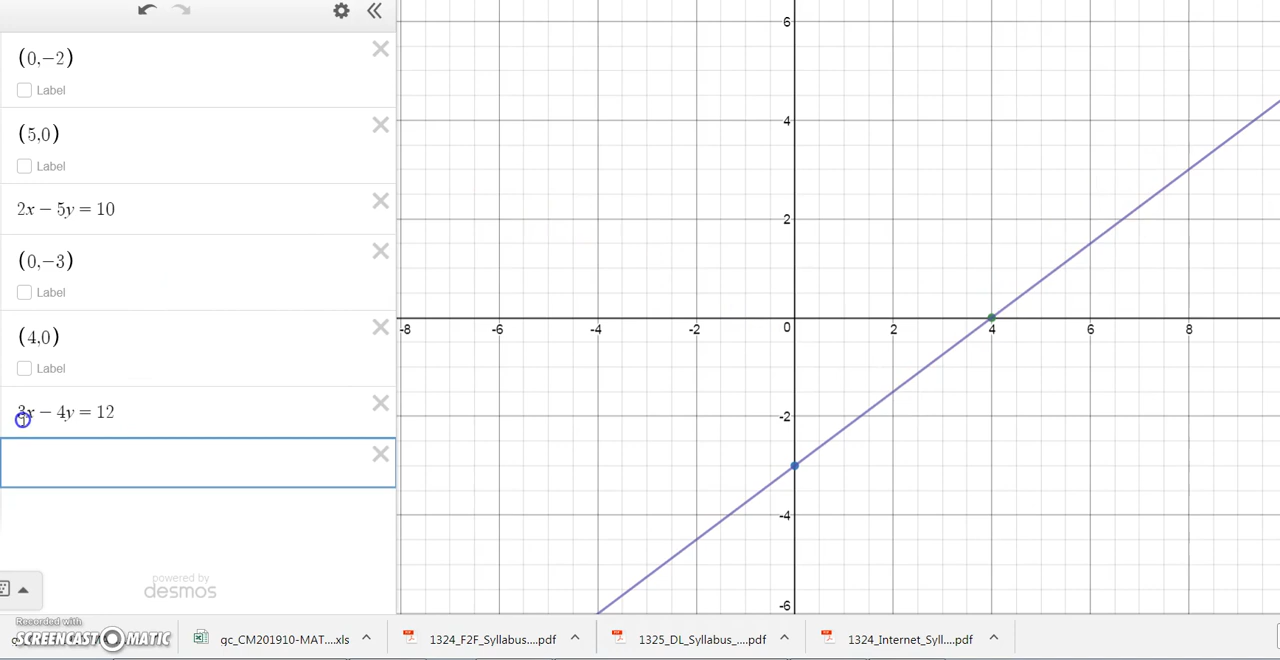 (0,−2)
Label
(5,0)
Label
2x − 5y = 10
(0,−3)
Label
(4,0)
Label
3x − 4y = 12
powered by
desmos
6
4
2
-8 -6 -4 -2 0 2 4 6 8
-2
-4
-6
Recorded with
SCREENCAST MATIC
gc_CM201910-MAT....xls
1324_F2F_Syllabus....pdf
1325_DL_Syllabus_....pdf
1324_Internet_Syll....pdf